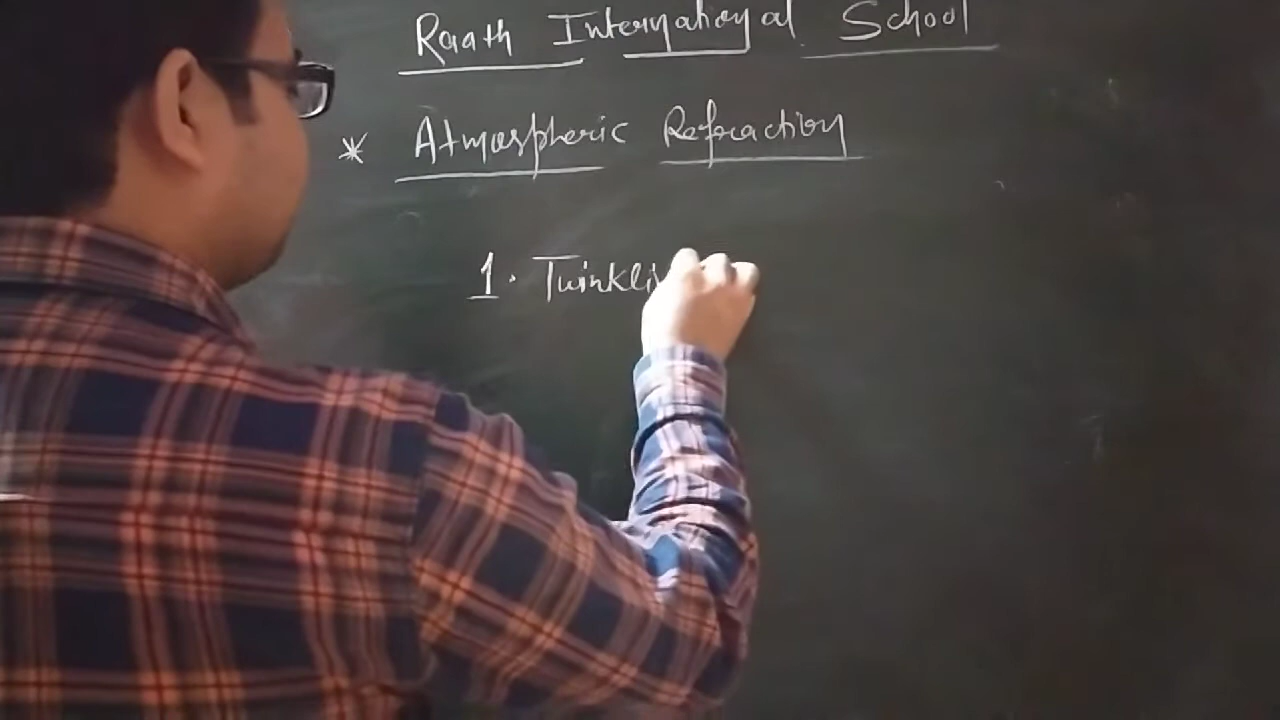 Raath International School
* Atmospheric Refraction
1. Twinkli